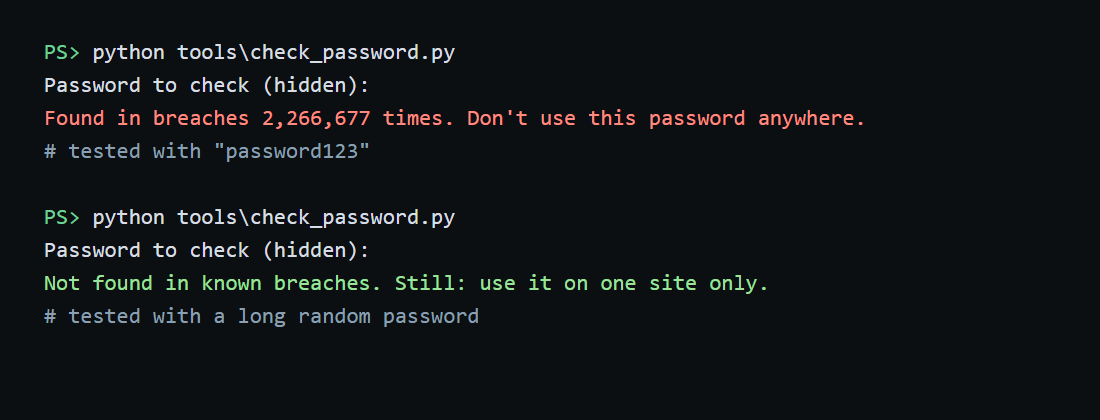 PS> python tools\check_password.py
Password to check (hidden):
Found in breaches 2,266,677 times. Don't use this password anywhere.
# tested with "password123"
PS> python tools\check_password.py
Password to check (hidden):
Not found in known breaches. Still: use it on one site only.
# tested with a long random password